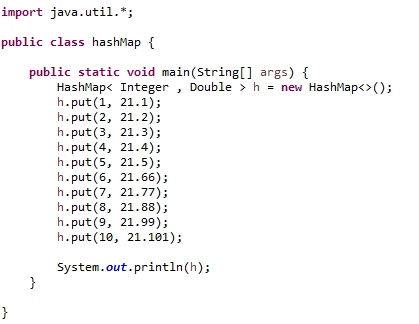 import java.util.*;
public class hashMap {
public static void main(String[] args) {
HashMap< Integer , Double > h = new HashMap<>();
h.put(1, 21.1);
h.put(2, 21.2);
h.put(3, 21.3);
h.put(4, 21.4);
h.put(5, 21.5);
h.put(6, 21.66);
h.put(7, 21.77);
h.put(8, 21.88);
h.put(9, 21.99);
h.put(10, 21.101);
System.out.println(h);
}
}